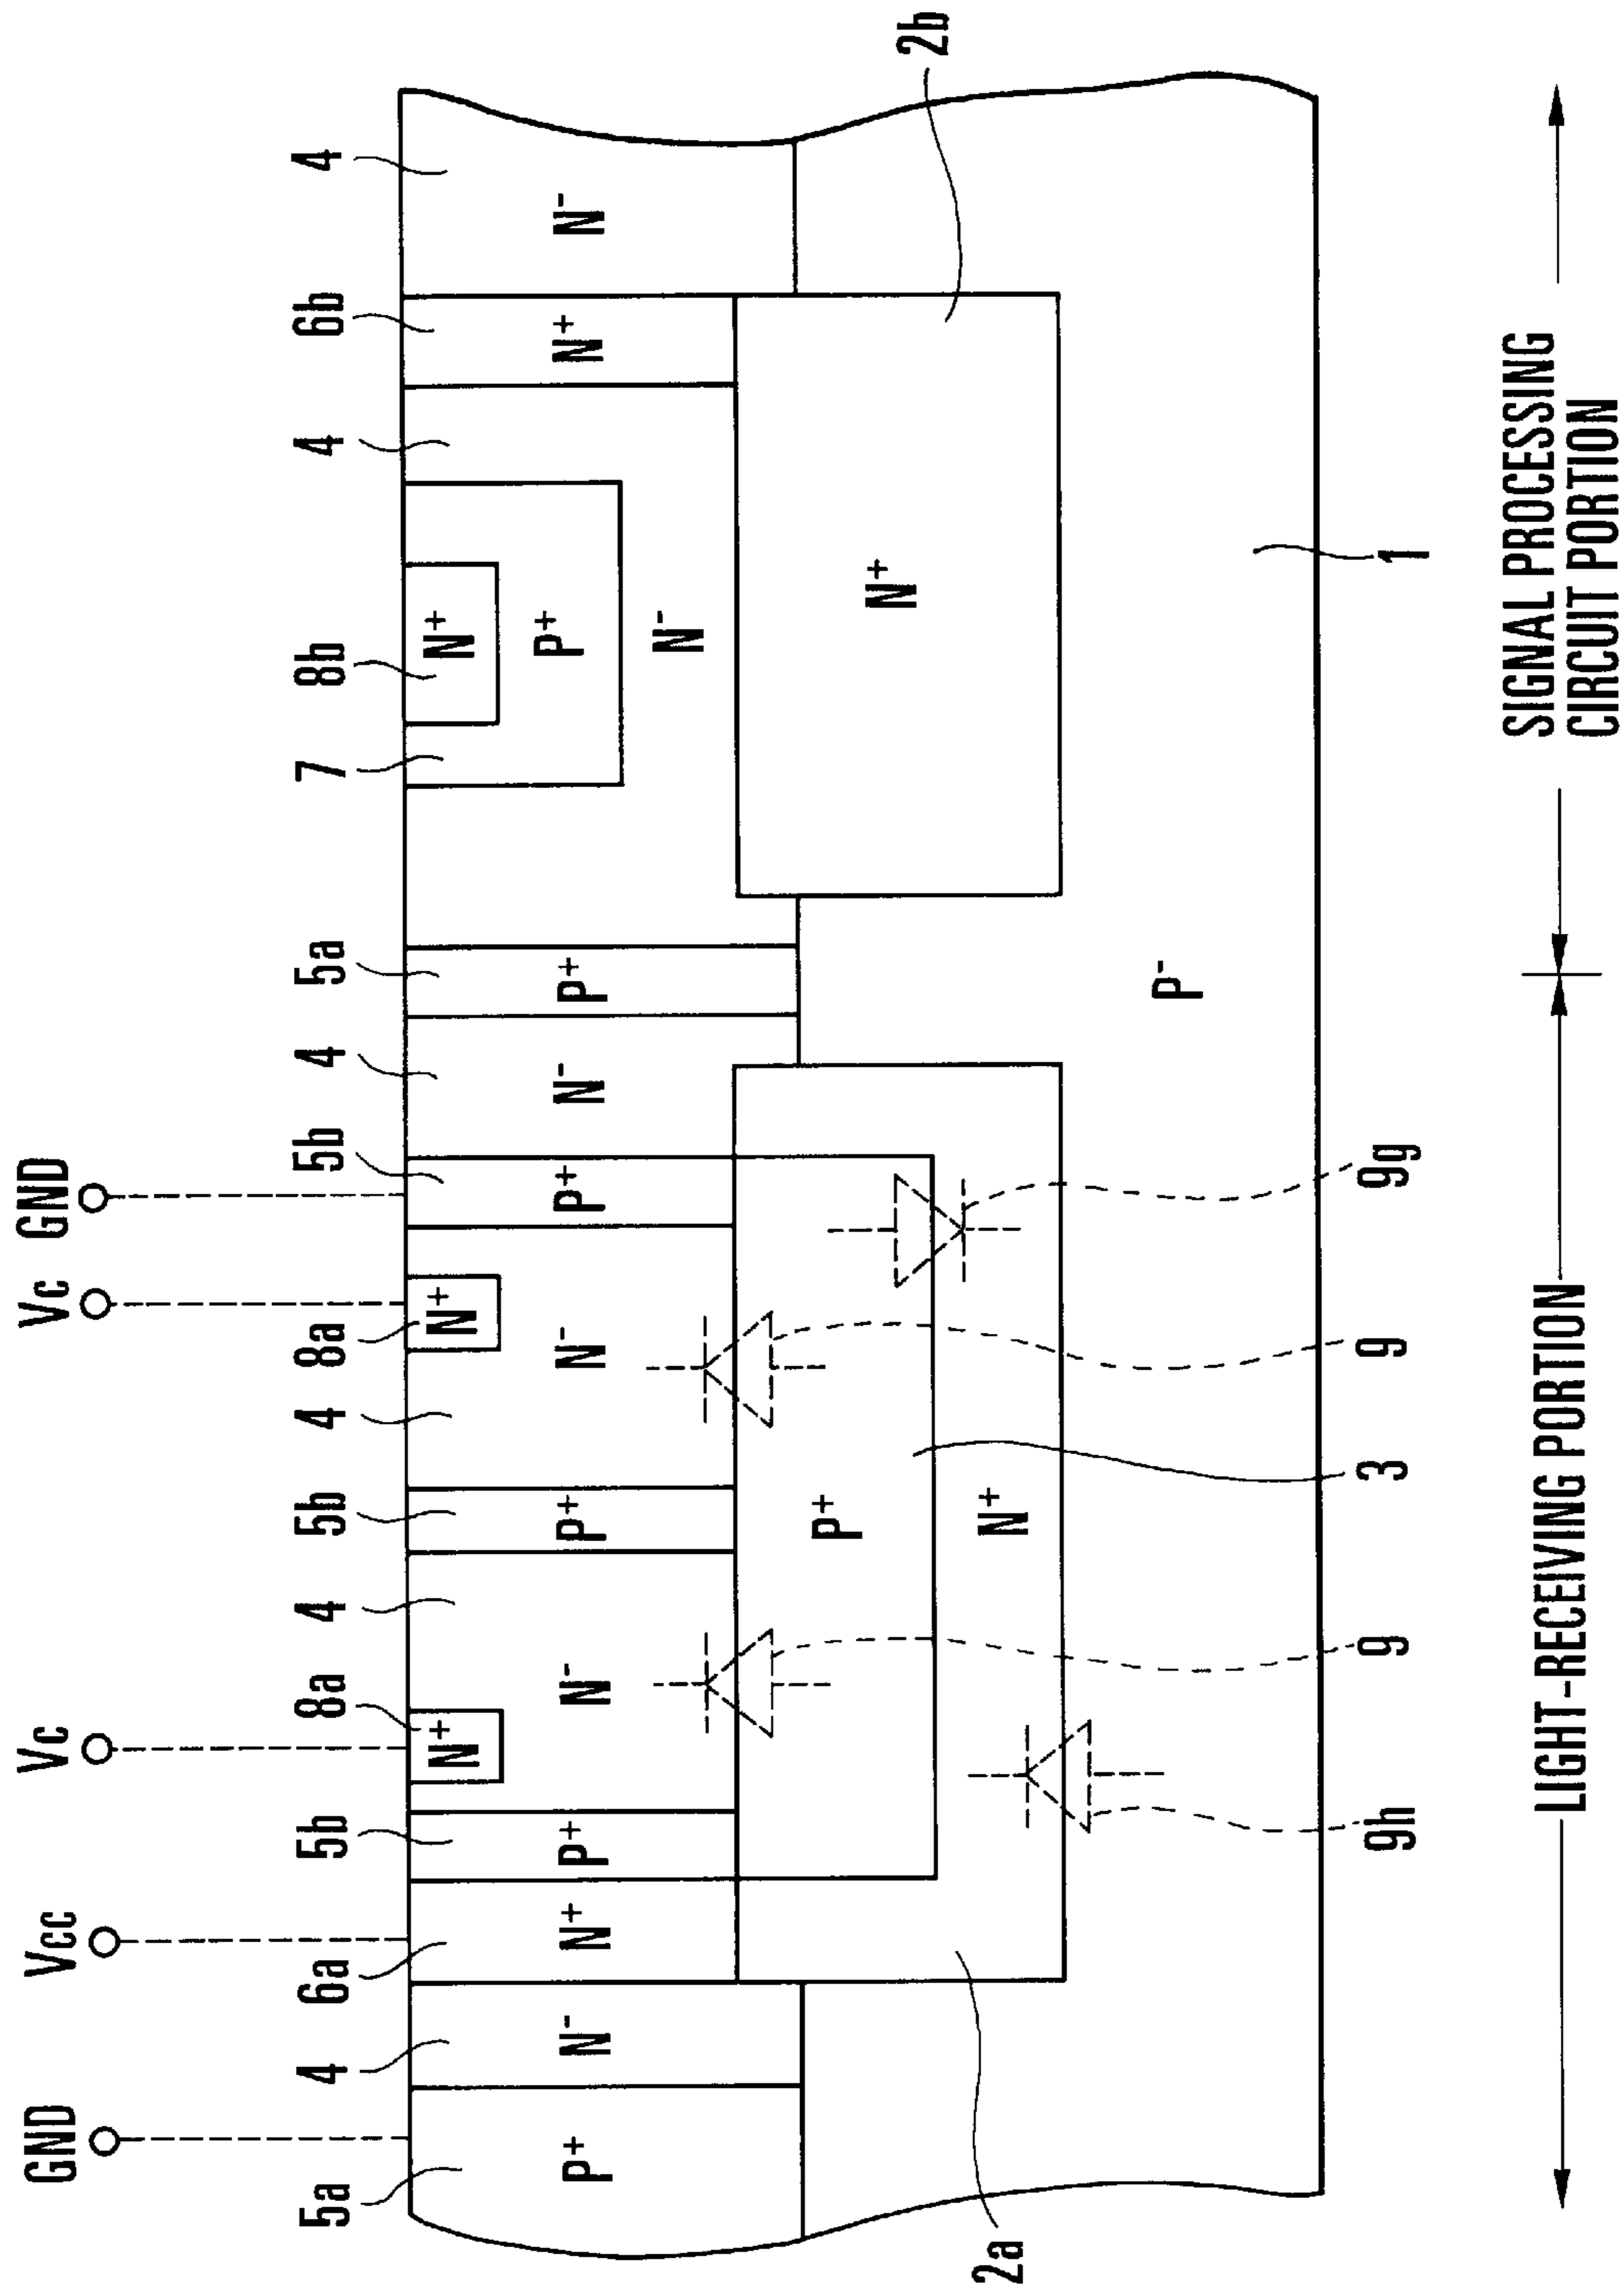 GND Vcc Vc Vc GND
5a 4 6a 5b 8a 4 5b 4 8a 5b 4 5a 7 8b 4 6b 4
N⁺ N⁺ N⁺
P⁺ N⁻ N⁺ P⁺ N⁻ P⁺ N⁻ P⁺ N⁻ P⁺ P⁺ N⁺ N⁻
N⁻
P⁺ N⁺
N⁺
P⁻
2a 9h 9 3 9 9g 1 2b
LIGHT-RECEIVING PORTION
SIGNAL PROCESSING
CIRCUIT PORTION